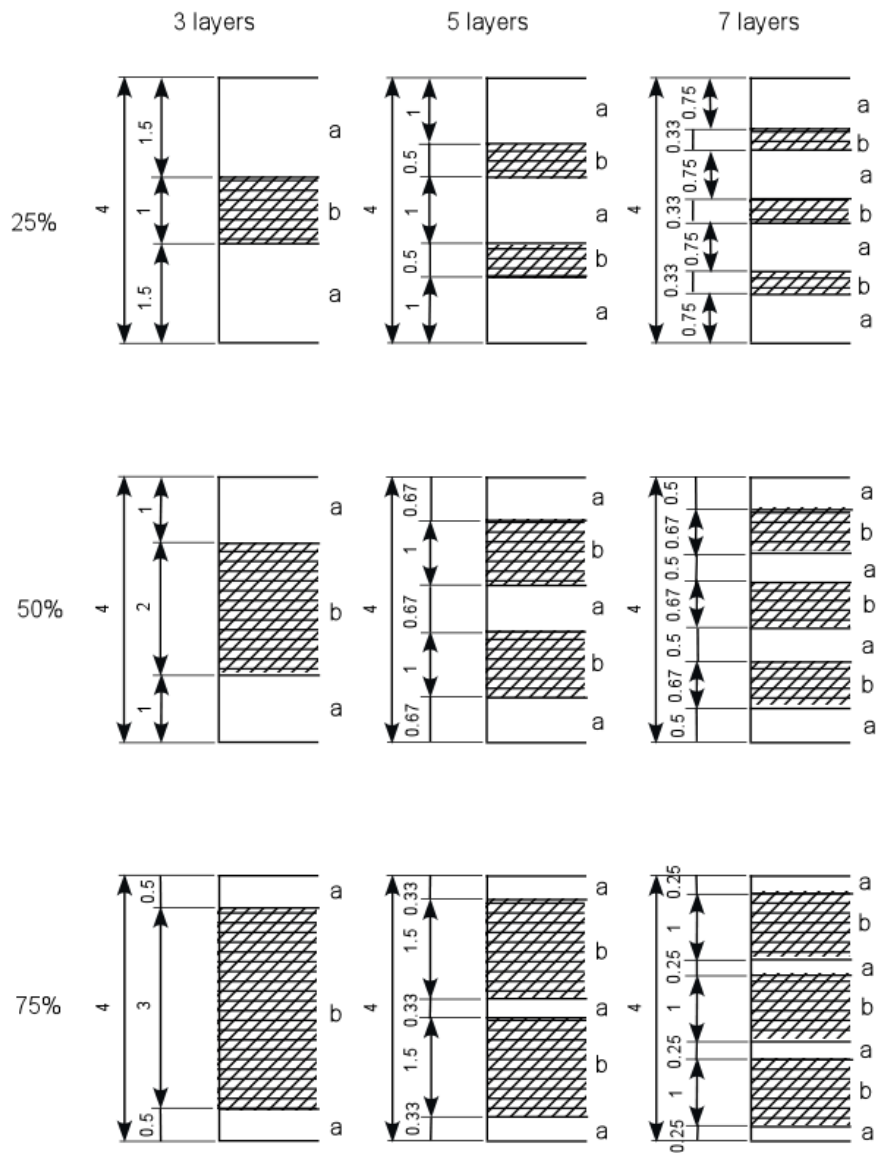 3 layers 5 layers 7 layers
25%
4 1.5 1 1.5 a b a
4 1 0.5 1 0.5 1 a b a b a
4 0.75 0.33 0.75 0.33 0.75 0.33 0.75 a b a b a b a
50%
4 1 2 1 a b a
4 0.67 1 0.67 1 0.67 a b a b a
4 0.5 0.67 0.5 0.67 0.5 0.67 0.5 a b a b a b a
75%
4 0.5 3 0.5 a b a
4 0.33 1.5 0.33 1.5 0.33 a b a b a
4 0.25 1 0.25 1 0.25 1 0.25 a b a b a b a